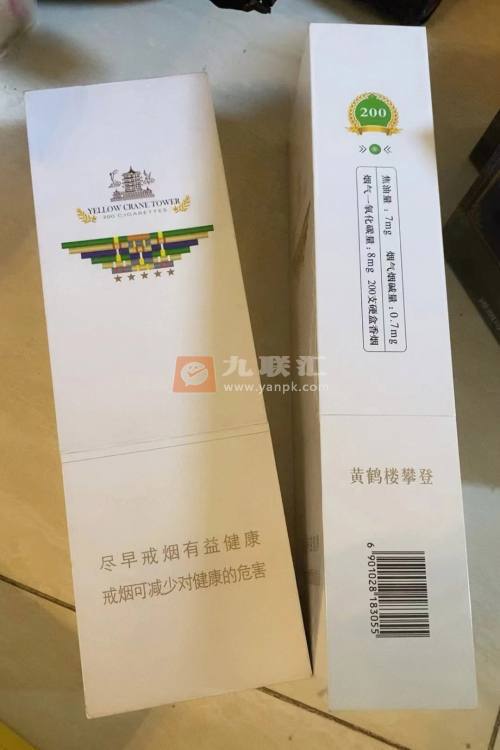 YELLOW CRANE TOWER
200 CIGARETTES
尽早戒烟有益健康
戒烟可减少对健康的危害
200
焦油量：7mg 烟气烟碱量：0.7mg
烟气一氧化碳量：8mg 200支硬盒香烟
黄鹤楼攀登
6 901028 183055
九联汇
www.yanpk.com